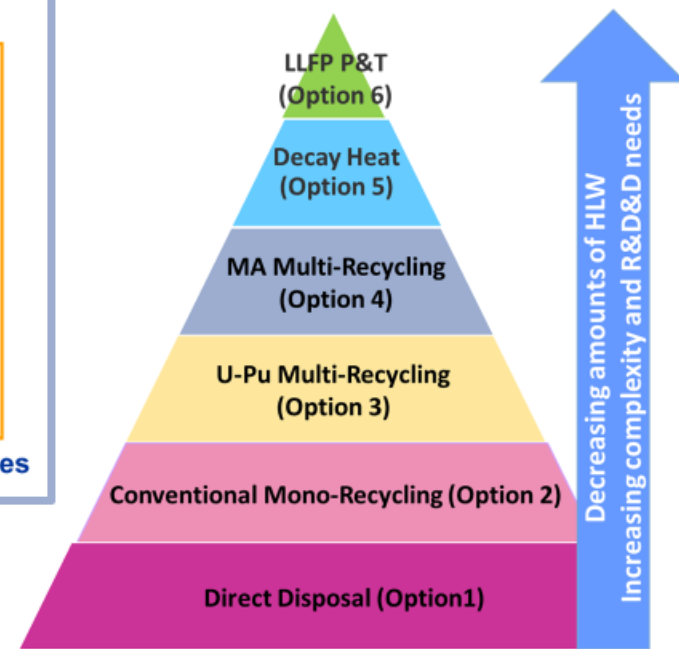 LLFP P&T
(Option 6)
Decay Heat
(Option 5)
MA Multi-Recycling
(Option 4)
U-Pu Multi-Recycling
(Option 3)
Conventional Mono-Recycling (Option 2)
Direct Disposal (Option1)
Decreasing amounts of HLW
Increasing complexity and R&D&D needs
es